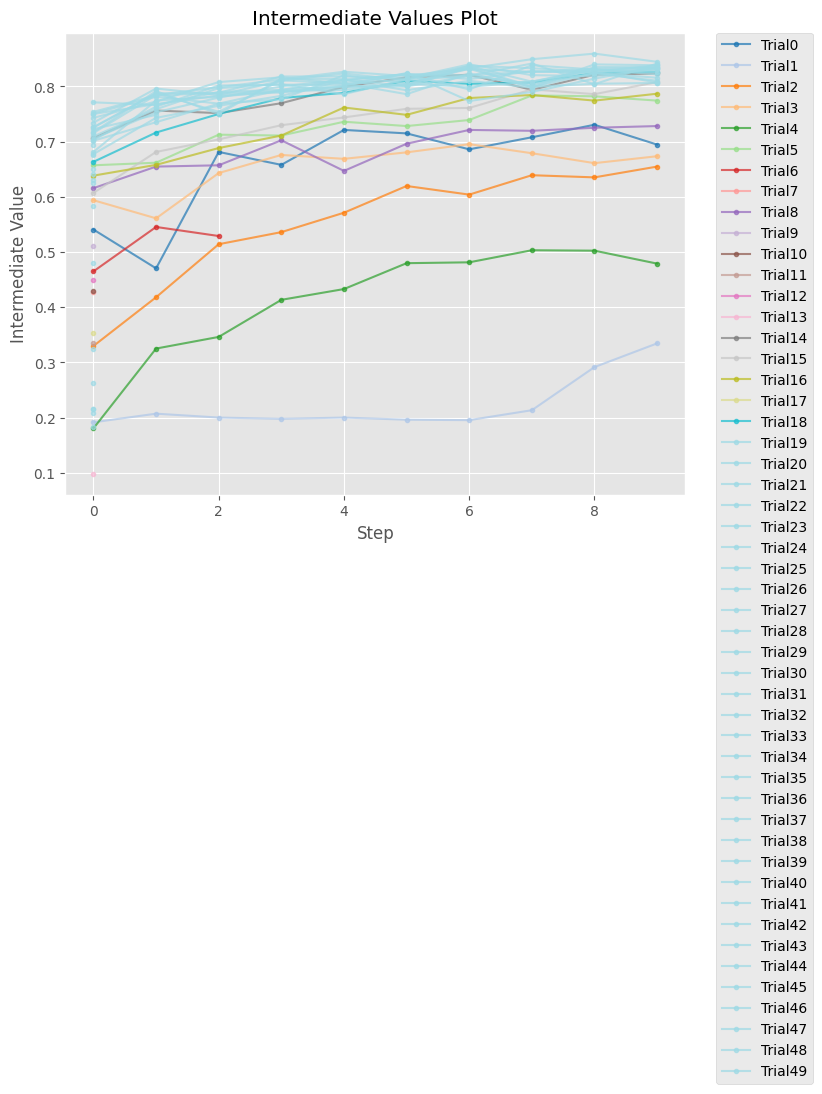 Intermediate Values Plot
Intermediate Value
0.8
0.7
0.6
0.5
0.4
0.3
0.2
0.1
0
2
4
6
8
Step
Trial0
Trial1
Trial2
Trial3
Trial4
Trial5
Trial6
Trial7
Trial8
Trial9
Trial10
Trial11
Trial12
Trial13
Trial14
Trial15
Trial16
Trial17
Trial18
Trial19
Trial20
Trial21
Trial22
Trial23
Trial24
Trial25
Trial26
Trial27
Trial28
Trial29
Trial30
Trial31
Trial32
Trial33
Trial34
Trial35
Trial36
Trial37
Trial38
Trial39
Trial40
Trial41
Trial42
Trial43
Trial44
Trial45
Trial46
Trial47
Trial48
Trial49